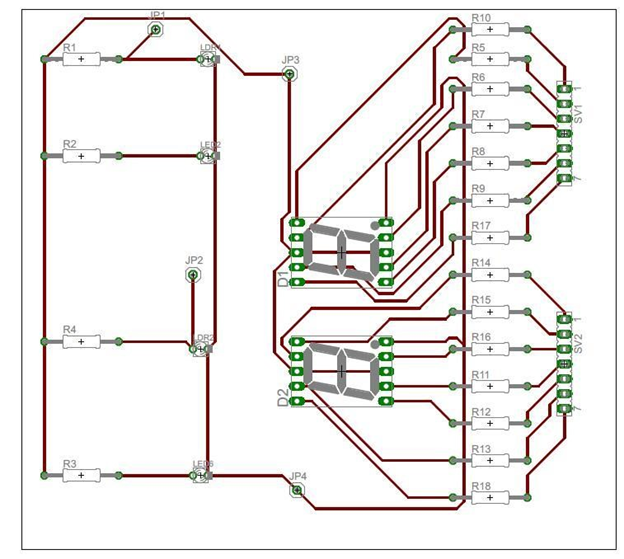 JP1
R10
R1
LDR1
JP3
R5
R6
1
SV1
R7
R2
LED2
R8
7
R9
R17
JP2
D1
R14
R15
1
R4
LDR2
R16
SV2
R11
D2
7
R12
R3
LED6
R13
JP4
R18